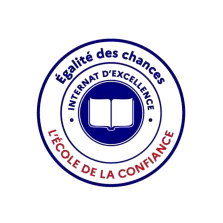 Égalité des chances
• INTERNAT D'EXCELLENCE •
L'ÉCOLE DE LA CONFIANCE